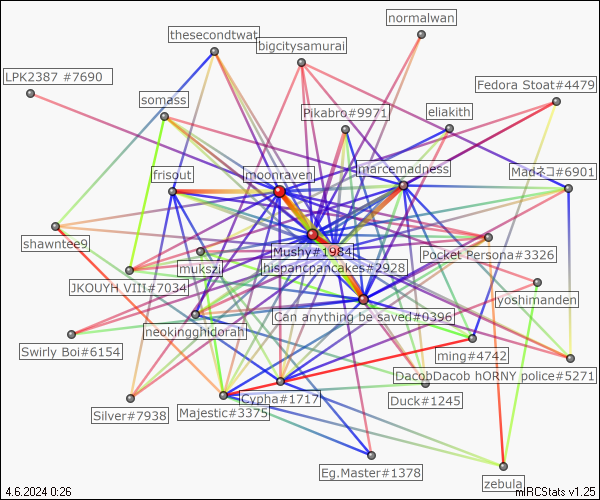 normalwan
thesecondtwat
bigcitysamurai
LPK2387 #7690
Fedora Stoat#4479
somass
Pikabro#9971
eliakith
frisout
moonraven
marcemadness
Madネコ#6901
shawntee9
Mushy#1984
Pocket Persona#3326
mukszil
hispancpancakes#2928
JKOUYH VIII#7034
yoshimanden
Can anything be saved#0396
neokingghidorah
Swirly Boi#6154
ming#4742
DacobDacob hORNY police#5271
Cypha#1717
Duck#1245
Silver#7938
Majestic#3375
Eg.Master#1378
zebula
4.6.2024 0:26
mIRCStats v1.25